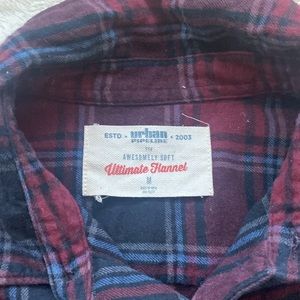 ESTD. • urban • 2003
PIPELINE
THE
AWESOMELY SOFT
Ultimate Flannel
M